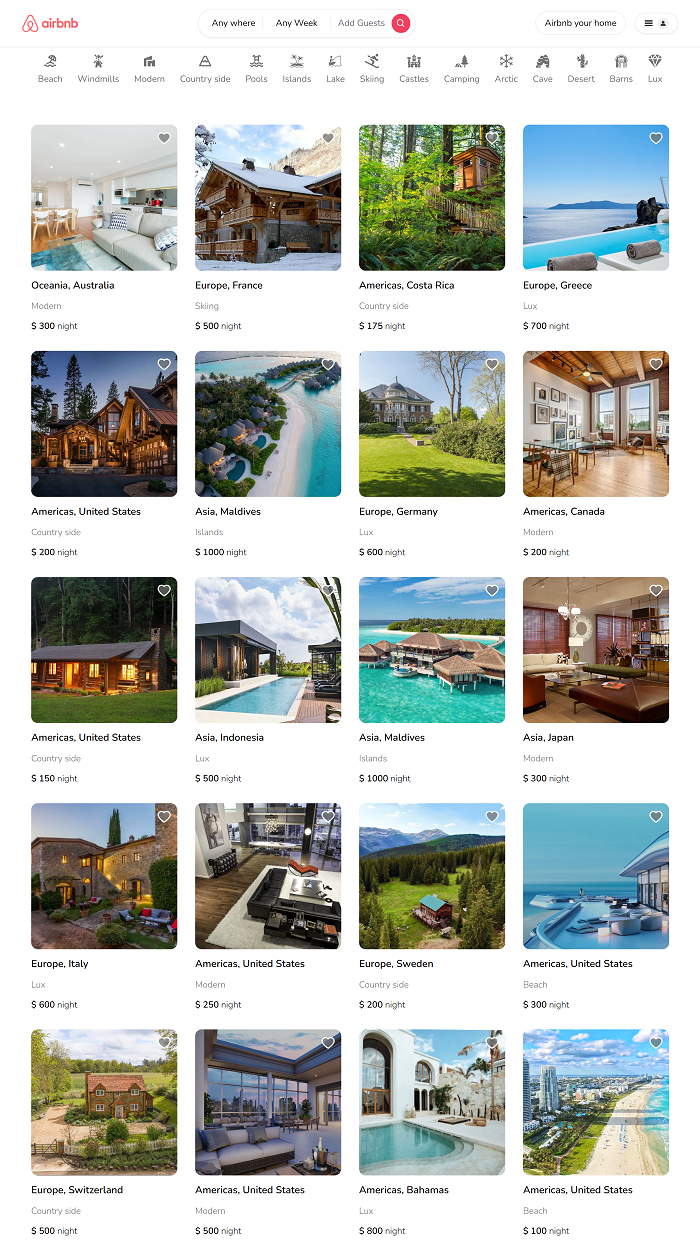 airbnb
Any where Any Week Add Guests
Airbnb your home
Beach Windmills Modern Country side Pools Islands Lake Skiing Castles Camping Arctic Cave Desert Barns Lux
Oceania, Australia
Modern
$ 300 night
Europe, France
Skiing
$ 500 night
Americas, Costa Rica
Country side
$ 175 night
Europe, Greece
Lux
$ 700 night
Americas, United States
Country side
$ 200 night
Asia, Maldives
Islands
$ 1000 night
Europe, Germany
Lux
$ 600 night
Americas, Canada
Modern
$ 200 night
Americas, United States
Country side
$ 150 night
Asia, Indonesia
Lux
$ 500 night
Asia, Maldives
Islands
$ 1000 night
Asia, Japan
Modern
$ 300 night
Europe, Italy
Lux
$ 600 night
Americas, United States
Modern
$ 250 night
Europe, Sweden
Country side
$ 200 night
Americas, United States
Beach
$ 300 night
Europe, Switzerland
Country side
$ 500 night
Americas, United States
Modern
$ 500 night
Americas, Bahamas
Lux
$ 800 night
Americas, United States
Beach
$ 100 night